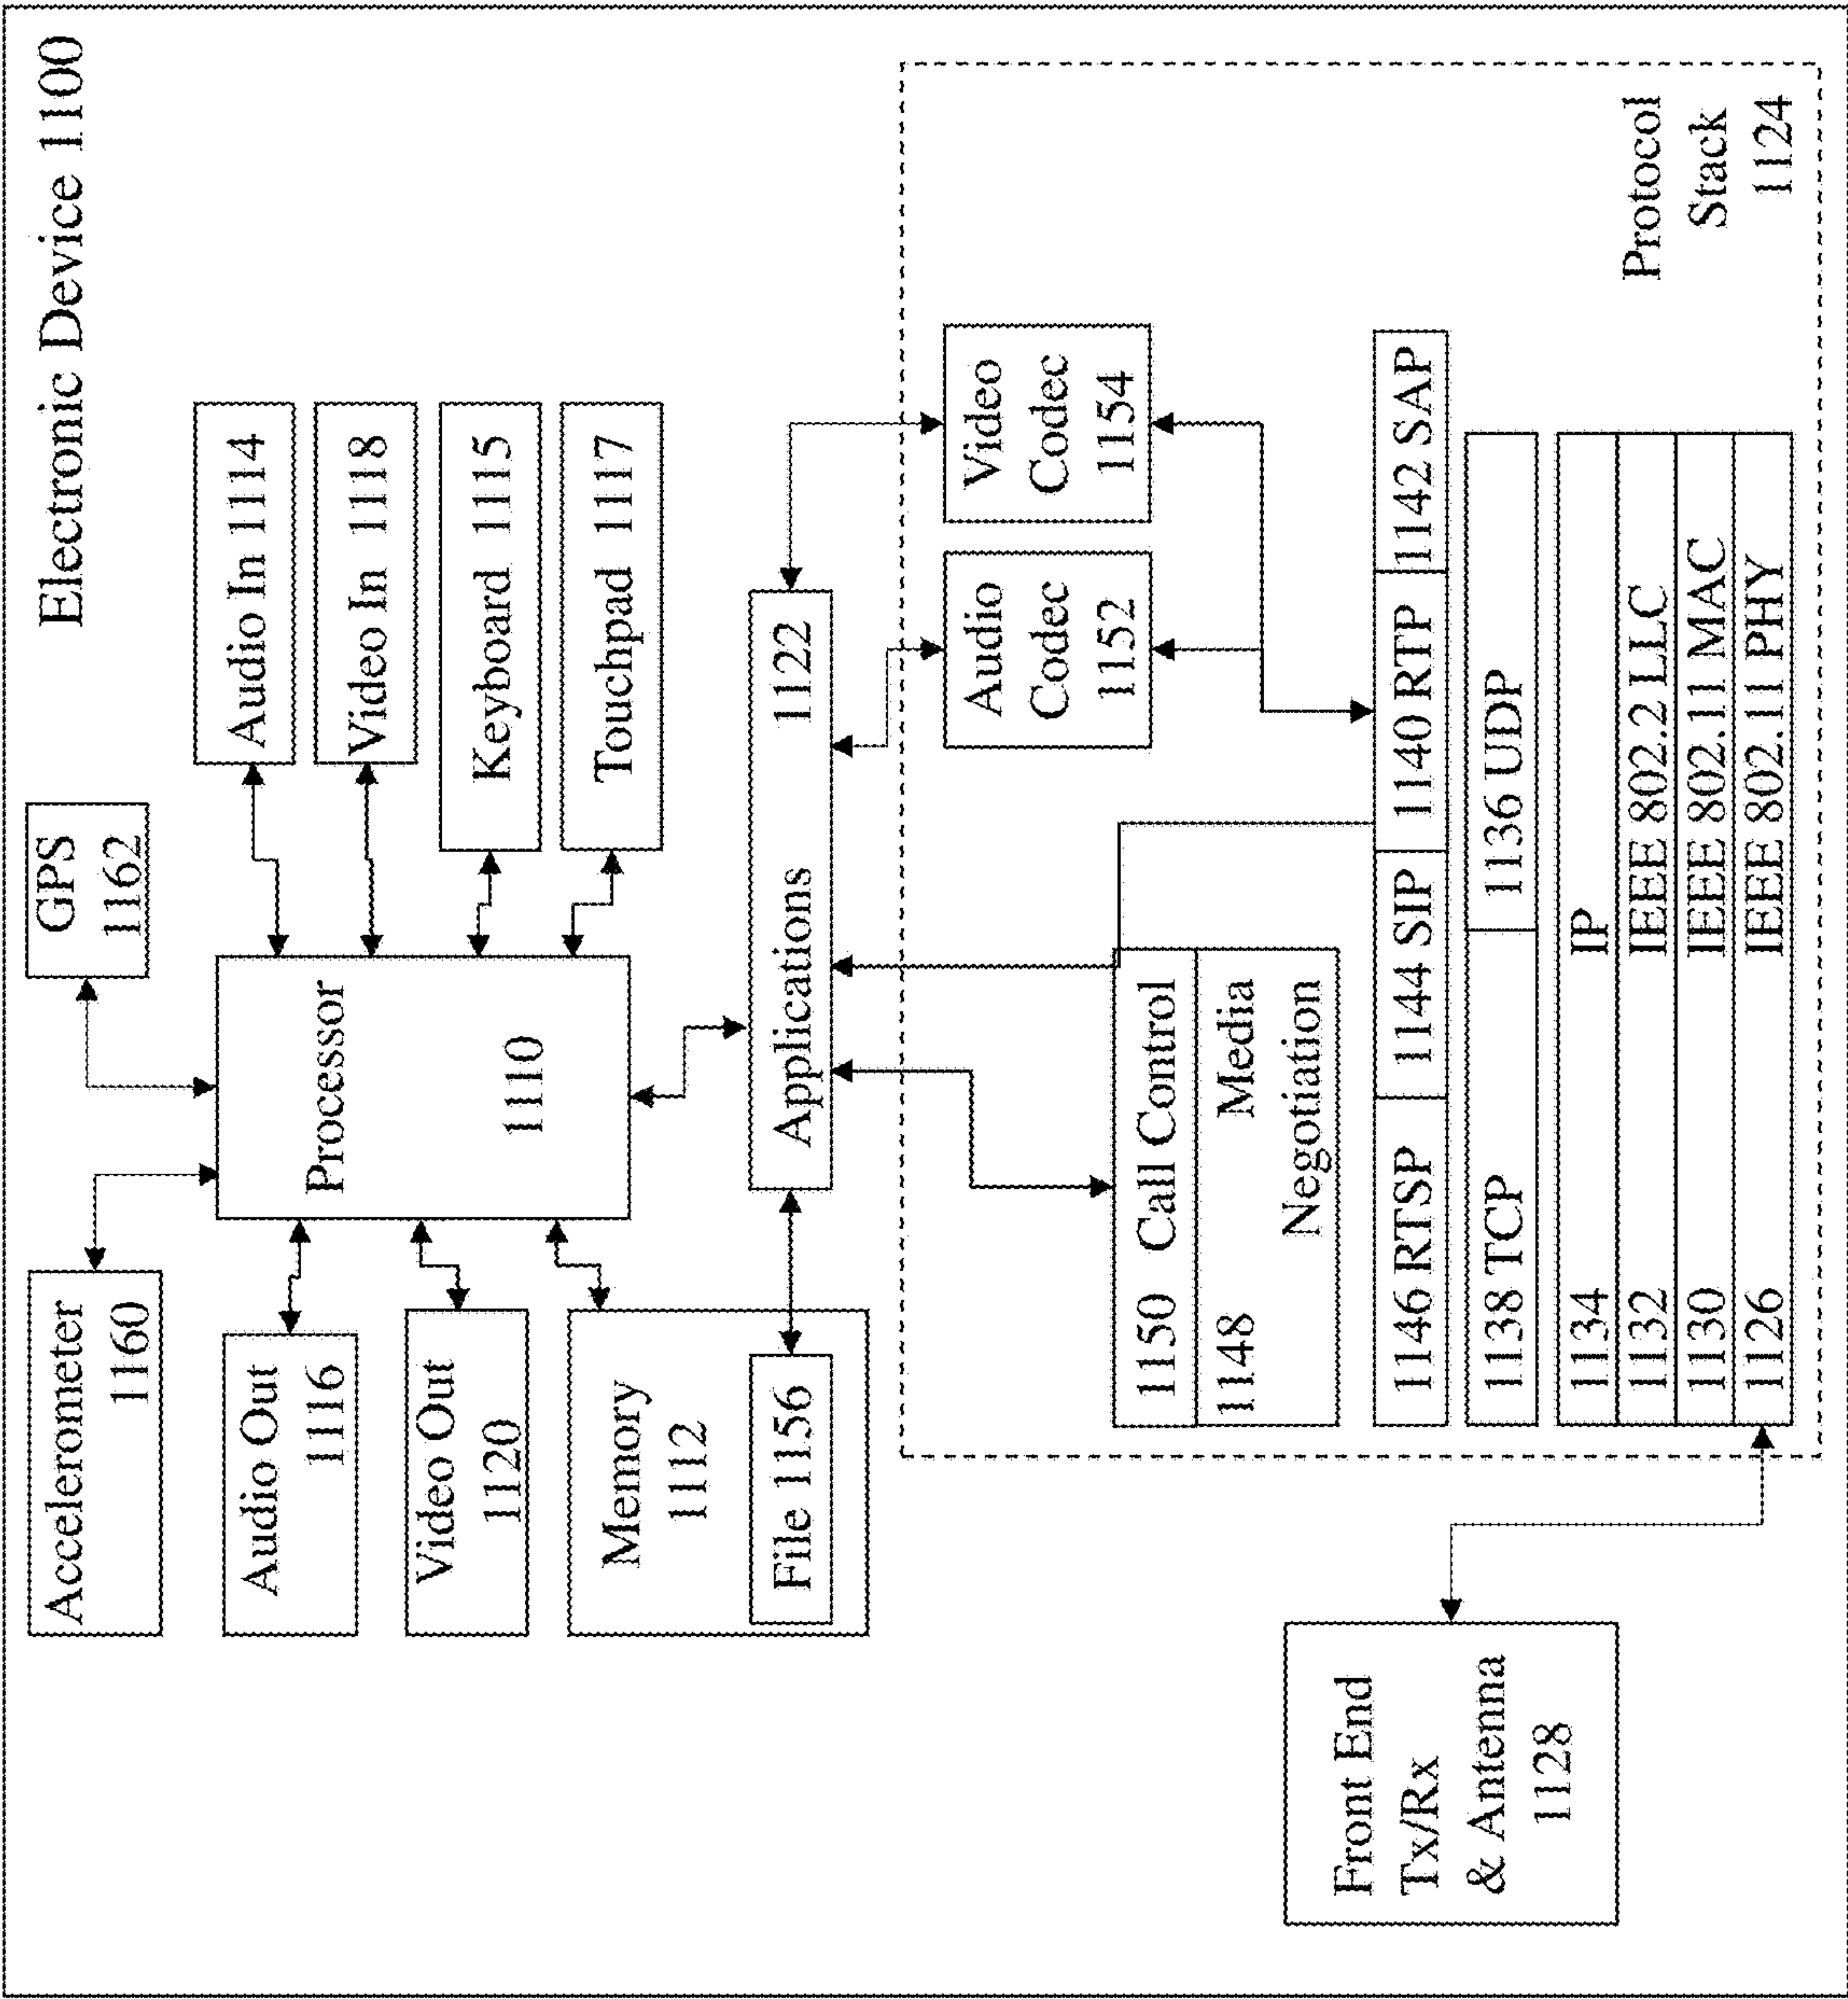 Electronic Device 1100
Accelerometer
1160
GPS
1162
Audio Out
1116
Video Out
1120
Memory
1112
File 1156
Processor
1110
Audio In 1114
Video In 1118
Keyboard 1115
Touchpad 1117
Applications 1122
1150 Call Control
1148 Media
Negotiation
Audio
Codec
1152
Video
Codec
1154
1146 RTSP
1144 SIP
1140 RTP
1142 SAP
1138 TCP
1136 UDP
1134 IP
1132 IEEE 802.2 LLC
1130 IEEE 802.11 MAC
1126 IEEE 802.11 PHY
Protocol
Stack
1124
Front End
Tx/Rx
& Antenna
1128